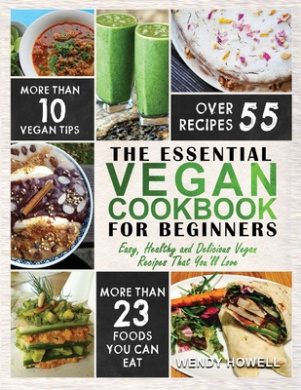 MORE THAN
10
VEGAN TIPS
OVER
RECIPES 55
THE ESSENTIAL
VEGAN
COOKBOOK
FOR BEGINNERS
Easy, Healthy and Delicious Vegan
Recipes That You'll Love
MORE THAN
23
FOODS
YOU CAN
EAT
WENDY HOWELL